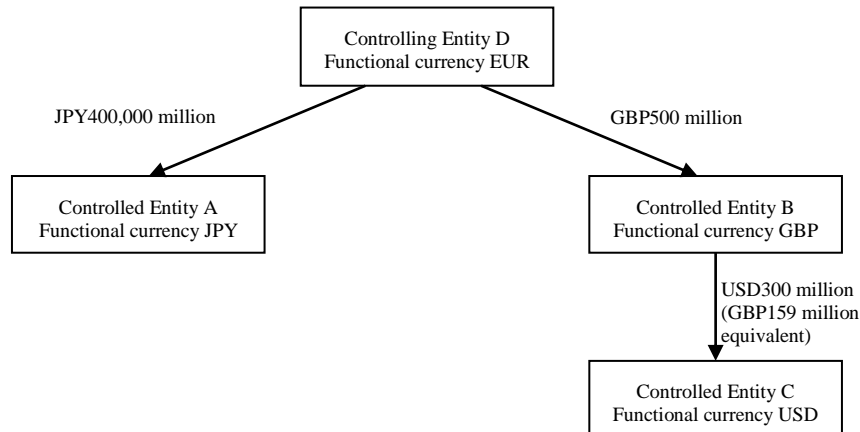 Controlling Entity D
Functional currency EUR
JPY400,000 million
GBP500 million
Controlled Entity A
Functional currency JPY
Controlled Entity B
Functional currency GBP
USD300 million
(GBP159 million
equivalent)
Controlled Entity C
Functional currency USD